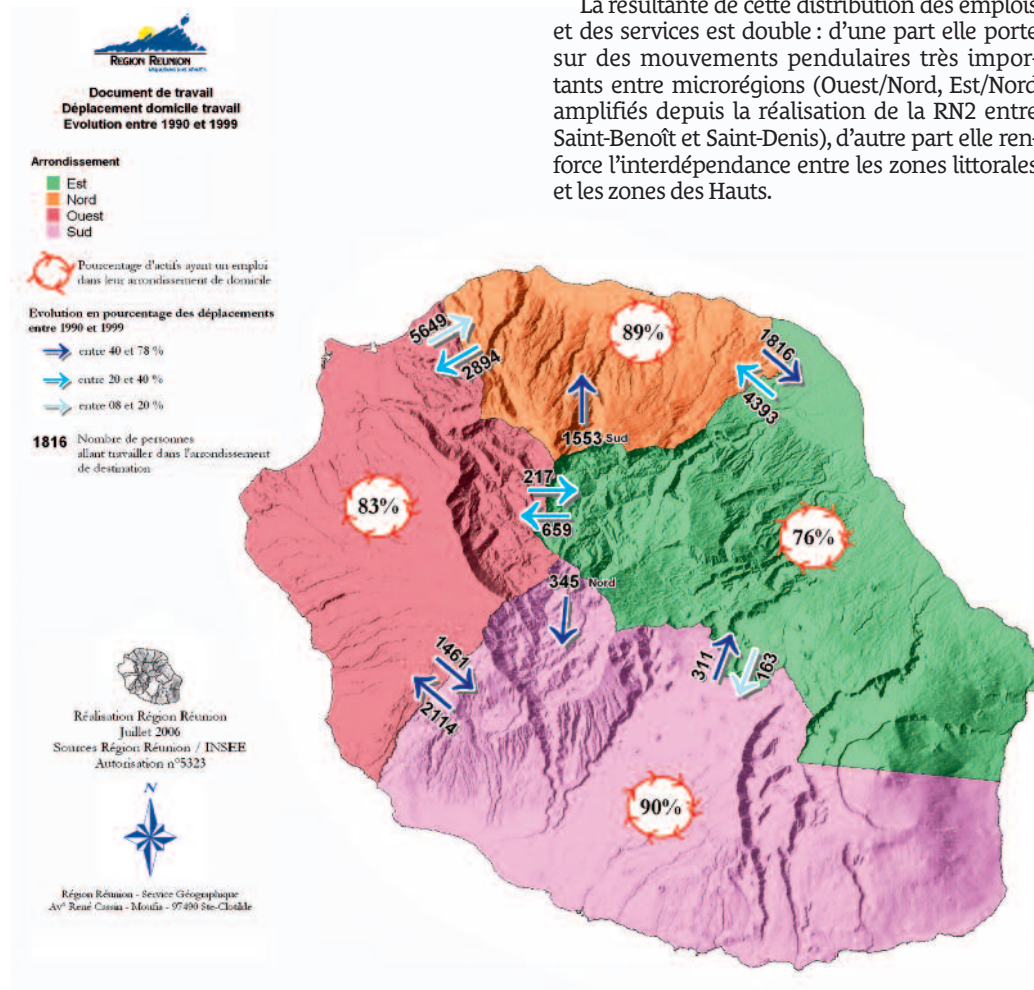 La résultante de cette distribution des emplois
et des services est double : d'une part elle porte
sur des mouvements pendulaires très impor-
tants entre microrégions (Ouest/Nord, Est/Nord
amplifiés depuis la réalisation de la RN2 entre
Saint-Benoît et Saint-Denis), d'autre part elle ren-
force l'interdépendance entre les zones littorales
et les zones des Hauts.
REGION REUNION
Document de travail
Déplacement domicile travail
Evolution entre 1990 et 1999
Arrondissement
Est
Nord
Ouest
Sud
Pourcentage d'actifs ayant un emploi
dans leur arrondissement de domicile
Evolution en pourcentage des déplacements
entre 1990 et 1999
entre 40 et 78 %
entre 20 et 40 %
entre 08 et 20 %
1816 Nombre de personnes
allant travailler dans l'arrondissement
de destination
5649
2894
89%
1816
4393
1553 Sud
217
659
83%
76%
345 Nord
1461
2114
311
163
90%
Réalisation Région Réunion
Juillet 2006
Sources Région Réunion / INSEE
Autorisation n°5323
N
Région Réunion - Service Géographique
Av° René Cassin - Moufia - 97490 Ste-Clotilde